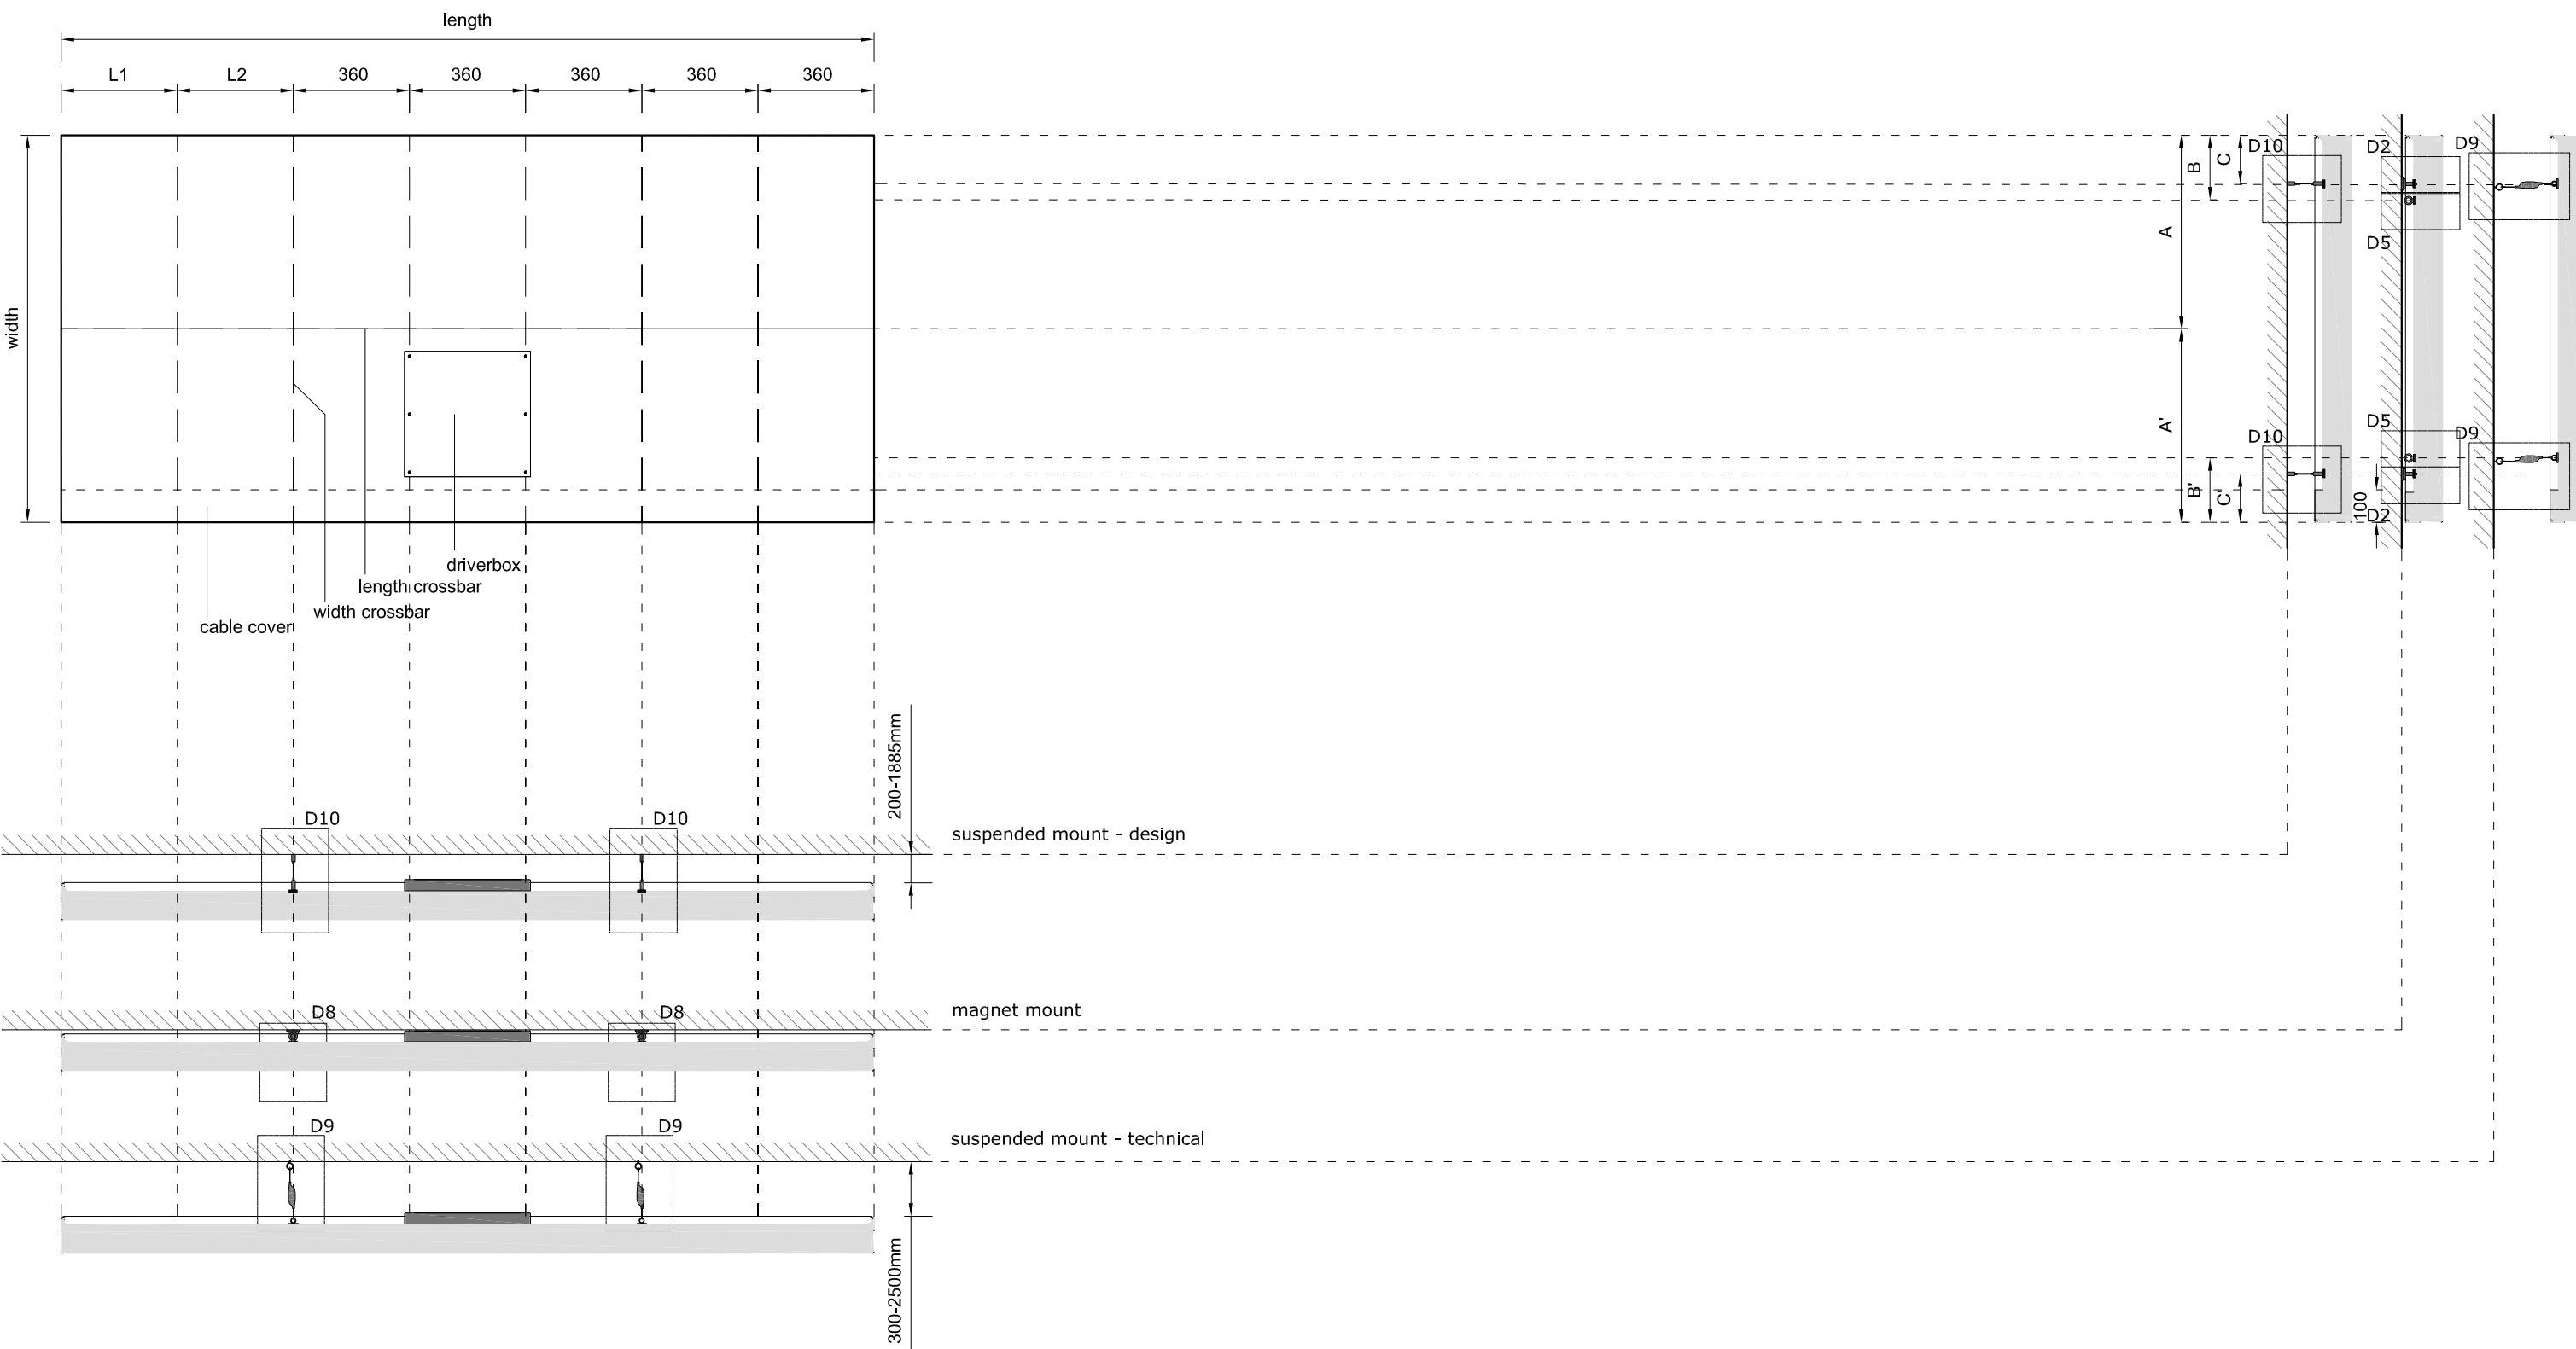 length
L1 L2 360 360 360 360 360
width
driverbox
length crossbar
width crossbar
cable cover
A
B
C
A'
B'
C'
D10 D2 D9
D5
D10 D5 D9
100
D2
200-1885mm
D10 D10
suspended mount - design
D8 D8
magnet mount
D9 D9
suspended mount - technical
300-2500mm